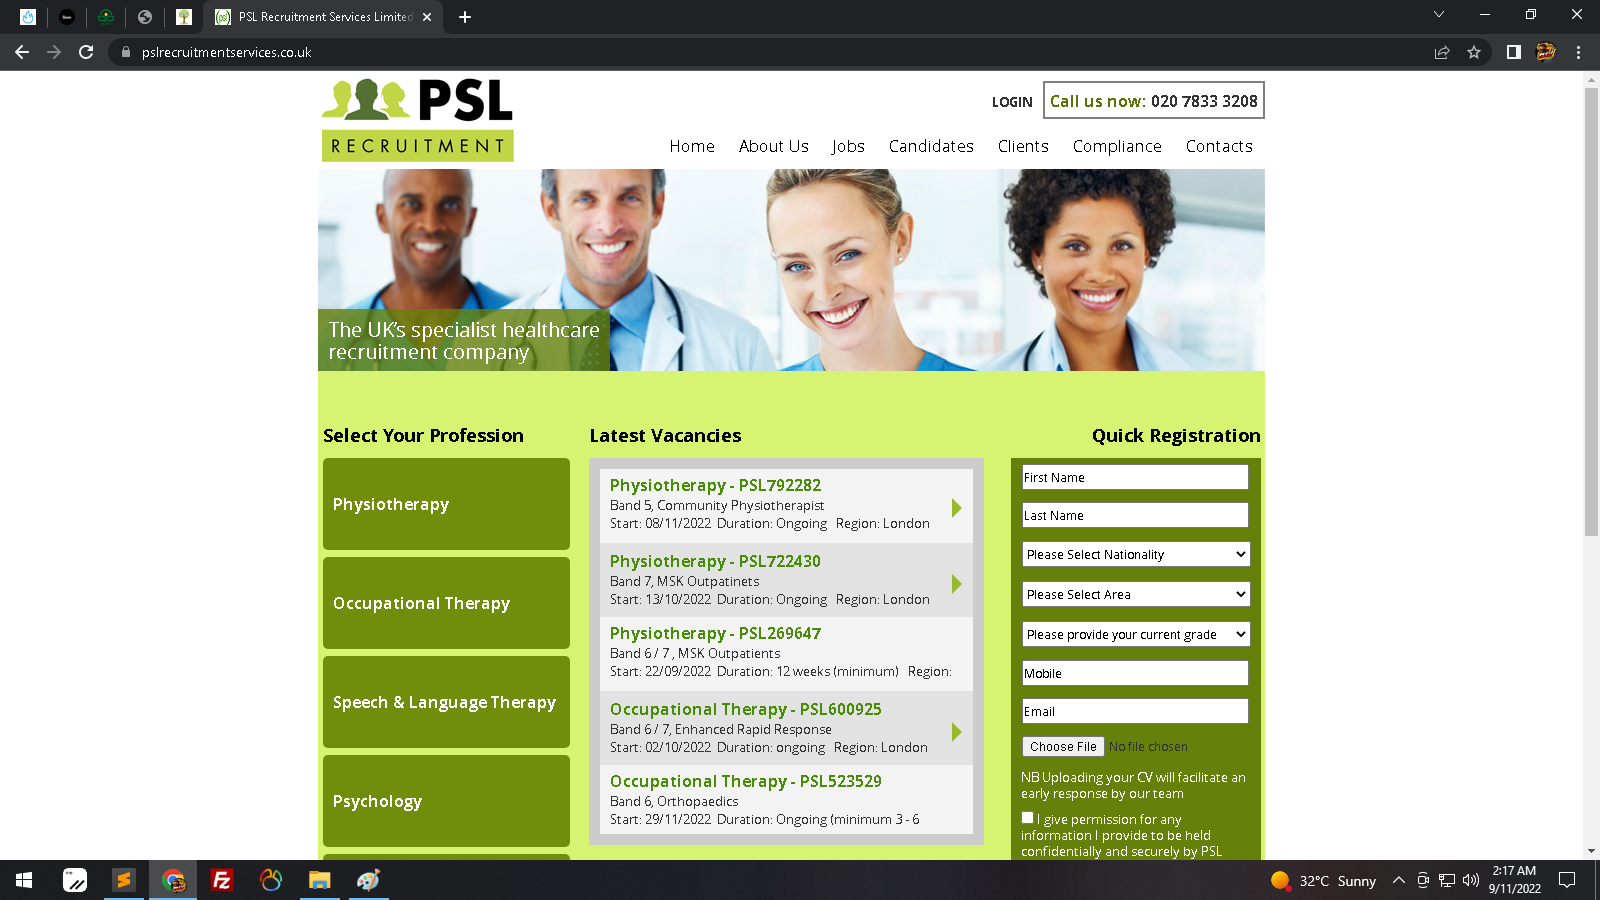 PSL Recruitment Services Limited
pslrecruitmentservices.co.uk
PSL
RECRUITMENT
LOGIN
Call us now: 020 7833 3208
Home About Us Jobs Candidates Clients Compliance Contacts
The UK's specialist healthcare
recruitment company
Select Your Profession
Physiotherapy
Occupational Therapy
Speech & Language Therapy
Psychology
Latest Vacancies
Physiotherapy - PSL792282
Band 5, Community Physiotherapist
Start: 08/11/2022 Duration: Ongoing Region: London
Physiotherapy - PSL722430
Band 7, MSK Outpatinets
Start: 13/10/2022 Duration: Ongoing Region: London
Physiotherapy - PSL269647
Band 6 / 7 , MSK Outpatients
Start: 22/09/2022 Duration: 12 weeks (minimum) Region:
Occupational Therapy - PSL600925
Band 6 / 7, Enhanced Rapid Response
Start: 02/10/2022 Duration: ongoing Region: London
Occupational Therapy - PSL523529
Band 6, Orthopaedics
Start: 29/11/2022 Duration: Ongoing (minimum 3 - 6
Quick Registration
First Name
Last Name
Please Select Nationality
Please Select Area
Please provide your current grade
Mobile
Email
Choose File No file chosen
NB Uploading your CV will facilitate an
early response by our team
I give permission for any
information I provide to be held
confidentially and securely by PSL
32°C Sunny
2:17 AM
9/11/2022